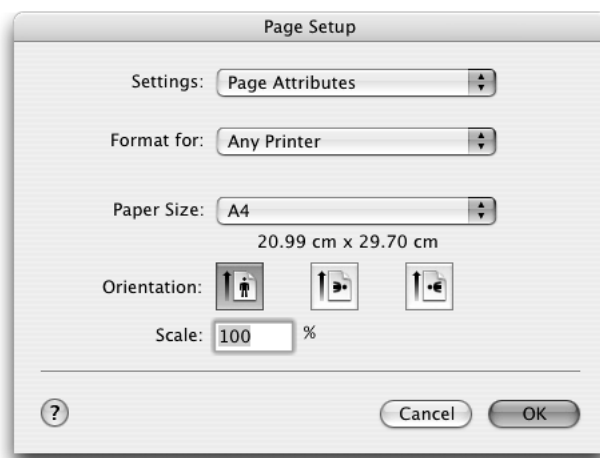 Page Setup
Settings: Page Attributes
Format for: Any Printer
Paper Size: A4
20.99 cm x 29.70 cm
Orientation:
Scale: 100 %
? Cancel OK